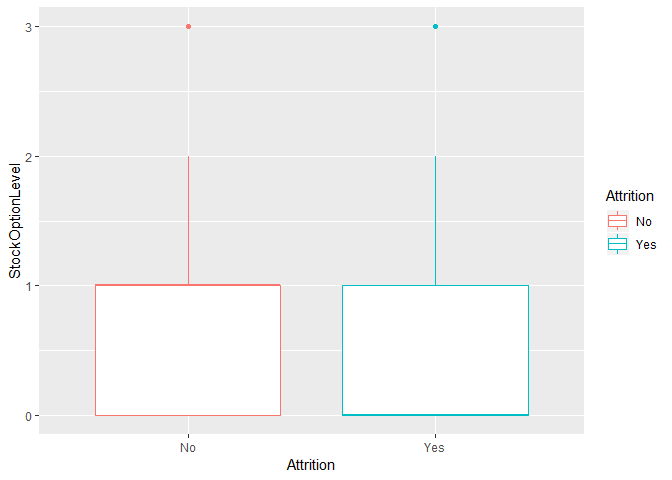 3
2
1
0
StockOptionLevel
No
Yes
Attrition
Attrition
No
Yes